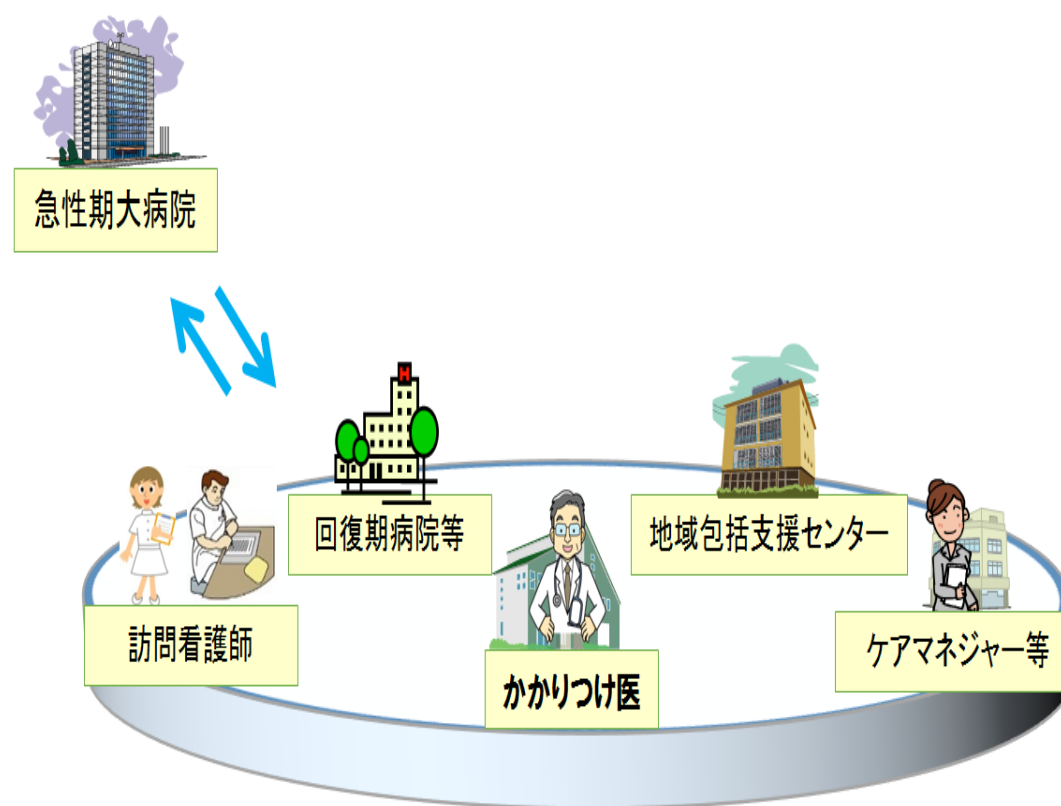 急性期大病院
回復期病院等
地域包括支援センター
訪問看護師
かかりつけ医
ケアマネジャー等
H